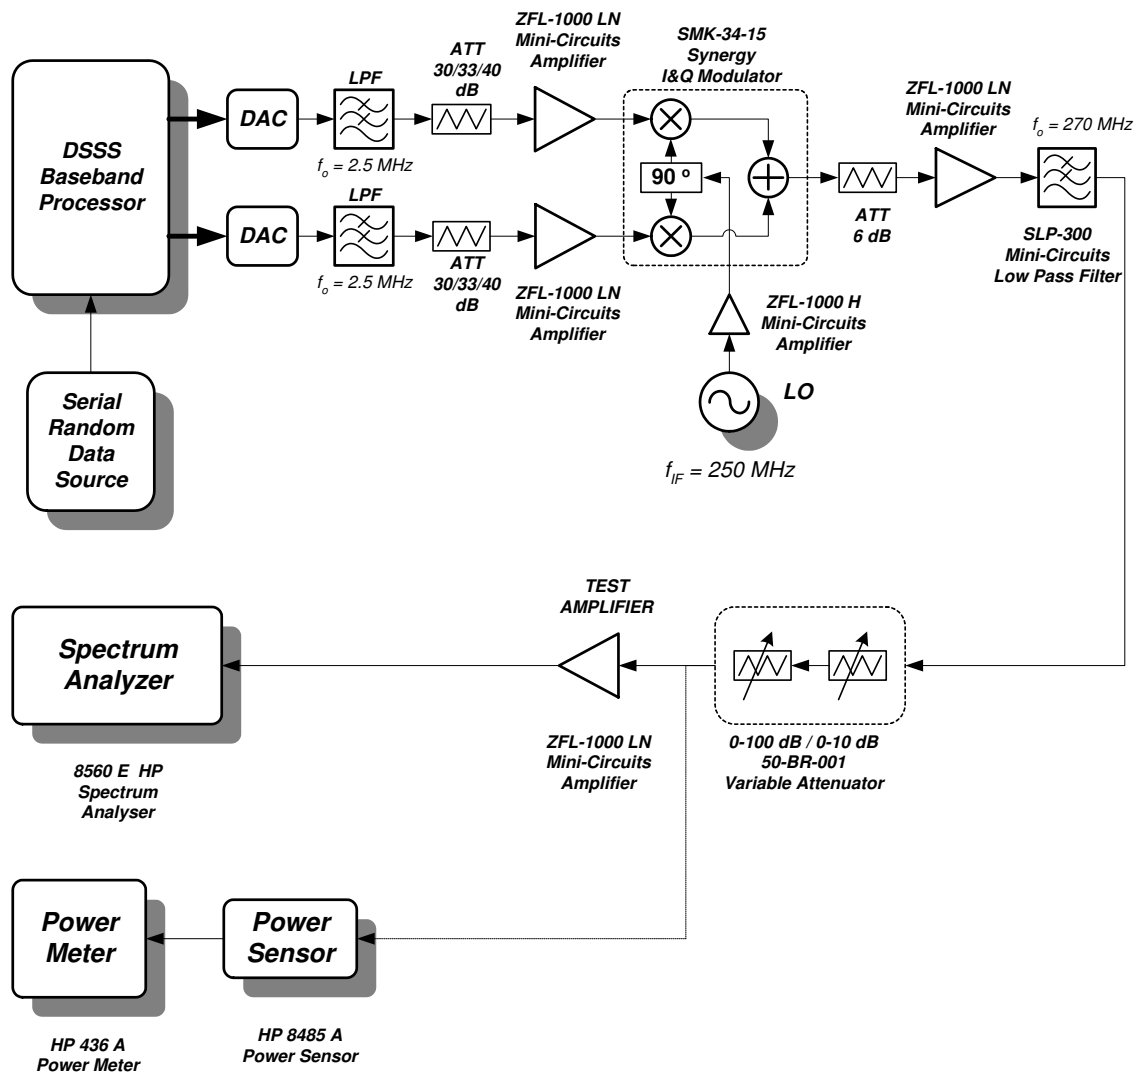 ZFL-1000 LN
Mini-Circuits
Amplifier
SMK-34-15
Synergy
I&Q Modulator
ATT
30/33/40
dB
LPF
ZFL-1000 LN
Mini-Circuits
Amplifier
fo = 270 MHz
DSSS
Baseband
Processor
DAC
fo = 2.5 MHz
LPF
90 º
ATT
6 dB
DAC
fo = 2.5 MHz
ATT
30/33/40
dB
ZFL-1000 LN
Mini-Circuits
Amplifier
SLP-300
Mini-Circuits
Low Pass Filter
ZFL-1000 H
Mini-Circuits
Amplifier
LO
Serial
Random
Data
Source
fIF = 250 MHz
TEST
AMPLIFIER
Spectrum
Analyzer
ZFL-1000 LN
Mini-Circuits
Amplifier
0-100 dB / 0-10 dB
50-BR-001
Variable Attenuator
8560 E HP
Spectrum
Analyser
Power
Meter
Power
Sensor
HP 436 A
Power Meter
HP 8485 A
Power Sensor